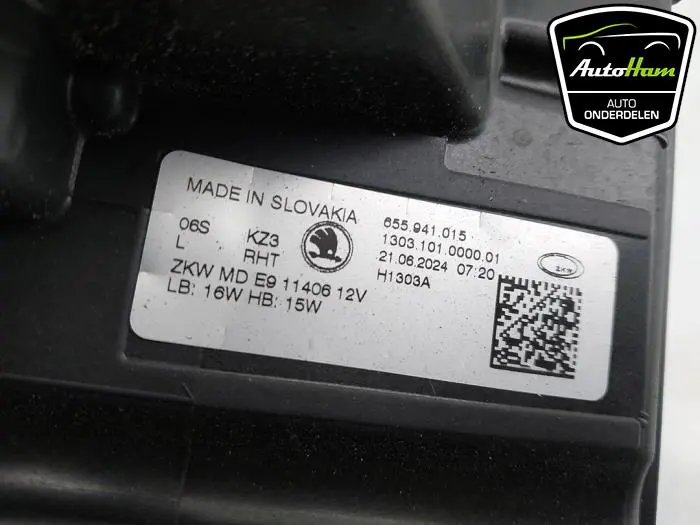 AutoHam
AUTO
ONDERDELEN
MADE IN SLOVAKIA
06S KZ3
L RHT
ZKW MD E9 11406 12V
LB: 16W HB: 15W
655.941.015
1303.101.0000.01
21.06.2024 07:20
H1303A
ZKW